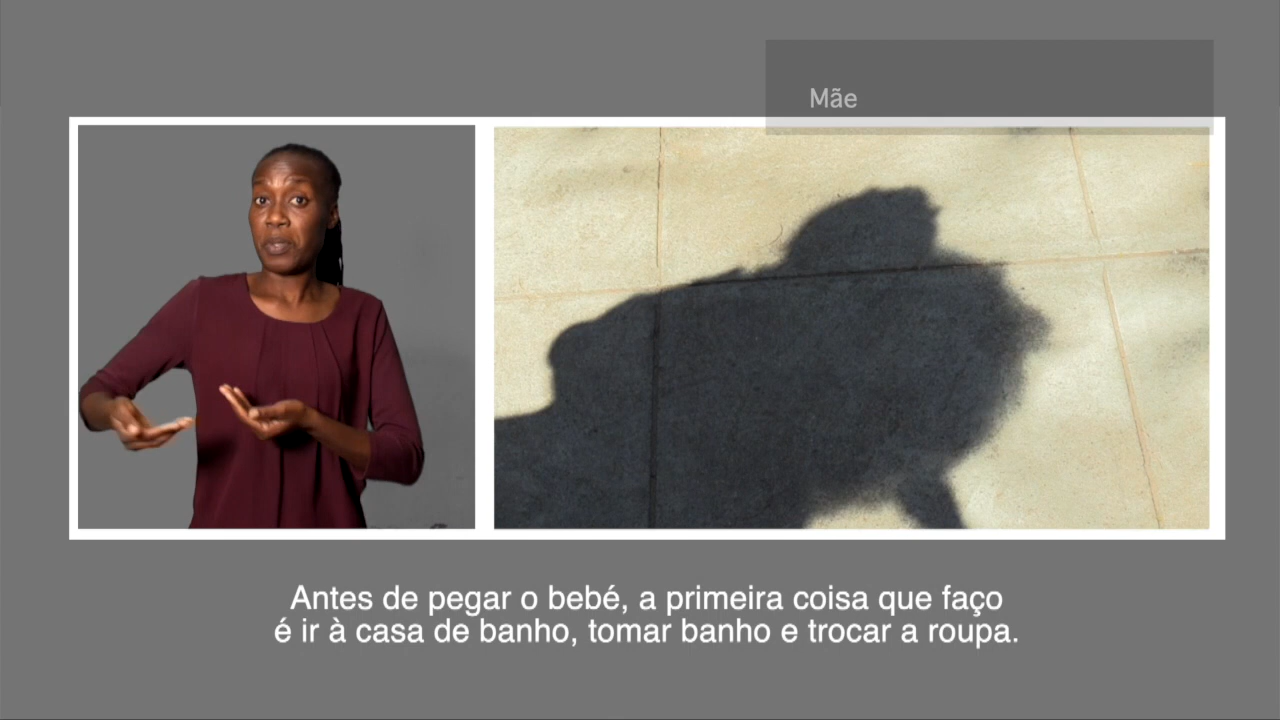 Mãe
Antes de pegar o bebé, a primeira coisa que faço
é ir à casa de banho, tomar banho e trocar a roupa.